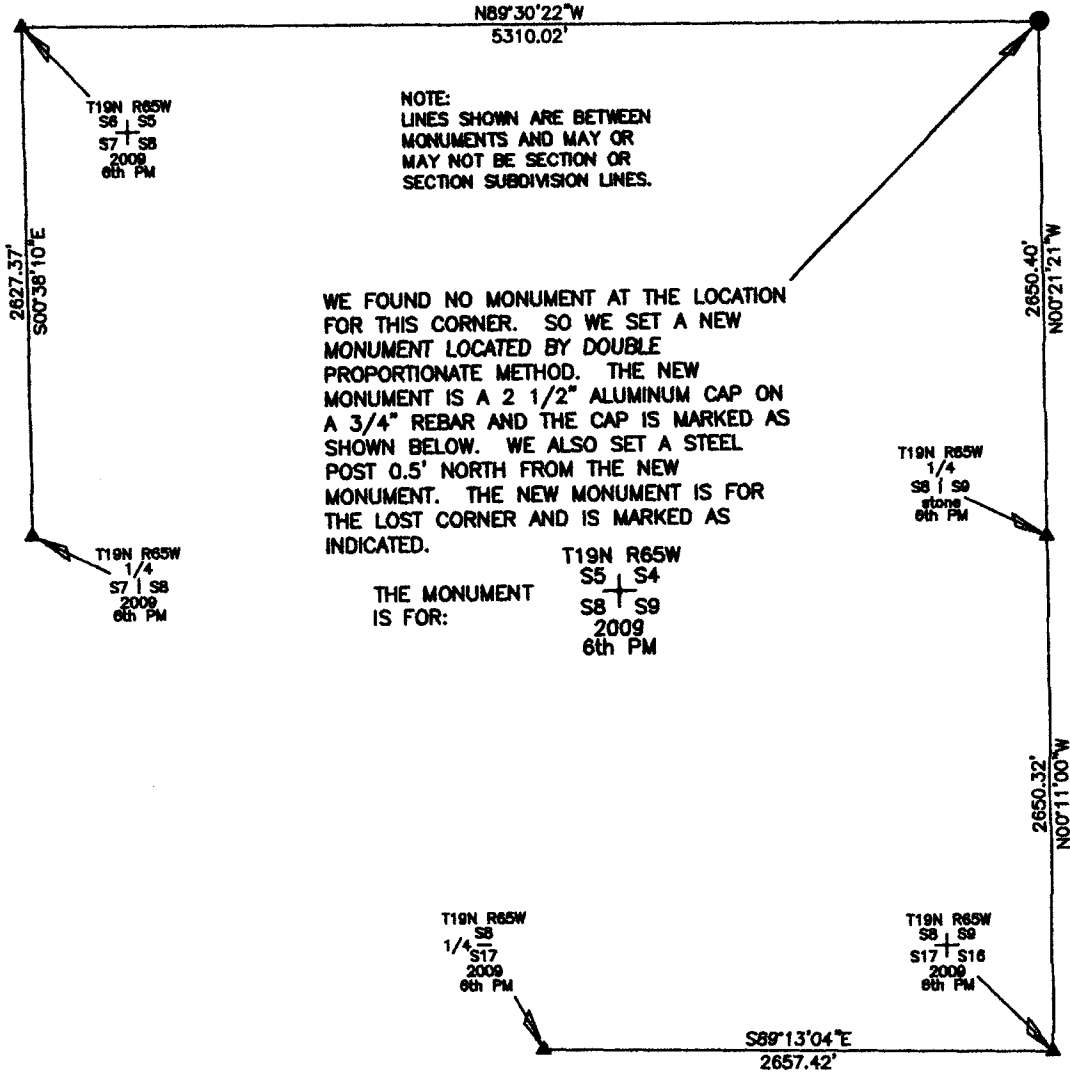 N89°30'22"W
5310.02'
T19N R65W
S6 S5
S7 S8
2009
6th PM
NOTE:
LINES SHOWN ARE BETWEEN
MONUMENTS AND MAY OR
MAY NOT BE SECTION OR
SECTION SUBDIVISION LINES.
2627.37'
S00°38'10"E
2650.40'
N00°21'21"W
WE FOUND NO MONUMENT AT THE LOCATION
FOR THIS CORNER. SO WE SET A NEW
MONUMENT LOCATED BY DOUBLE
PROPORTIONATE METHOD. THE NEW
MONUMENT IS A 2 1/2" ALUMINUM CAP ON
A 3/4" REBAR AND THE CAP IS MARKED AS
SHOWN BELOW. WE ALSO SET A STEEL
POST 0.5' NORTH FROM THE NEW
MONUMENT. THE NEW MONUMENT IS FOR
THE LOST CORNER AND IS MARKED AS
INDICATED.
T19N R65W
1/4
S8 | S9
stone
6th PM
T19N R65W
1/4
S7 | S8
2009
6th PM
THE MONUMENT
IS FOR:
T19N R65W
S5 S4
S8 S9
2009
6th PM
2650.32'
N00°11'00"W
T19N R65W
S8
1/4
S17
2009
6th PM
T19N R65W
S8 S9
S17 S16
2009
6th PM
S89°13'04"E
2657.42'